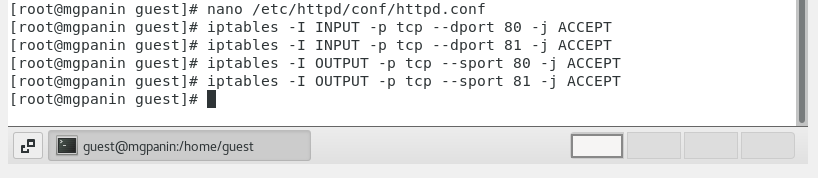 [root@mgpanin guest]# nano /etc/httpd/conf/httpd.conf
[root@mgpanin guest]# iptables -I INPUT -p tcp --dport 80 -j ACCEPT
[root@mgpanin guest]# iptables -I INPUT -p tcp --dport 81 -j ACCEPT
[root@mgpanin guest]# iptables -I OUTPUT -p tcp --sport 80 -j ACCEPT
[root@mgpanin guest]# iptables -I OUTPUT -p tcp --sport 81 -j ACCEPT
[root@mgpanin guest]#
guest@mgpanin:/home/guest